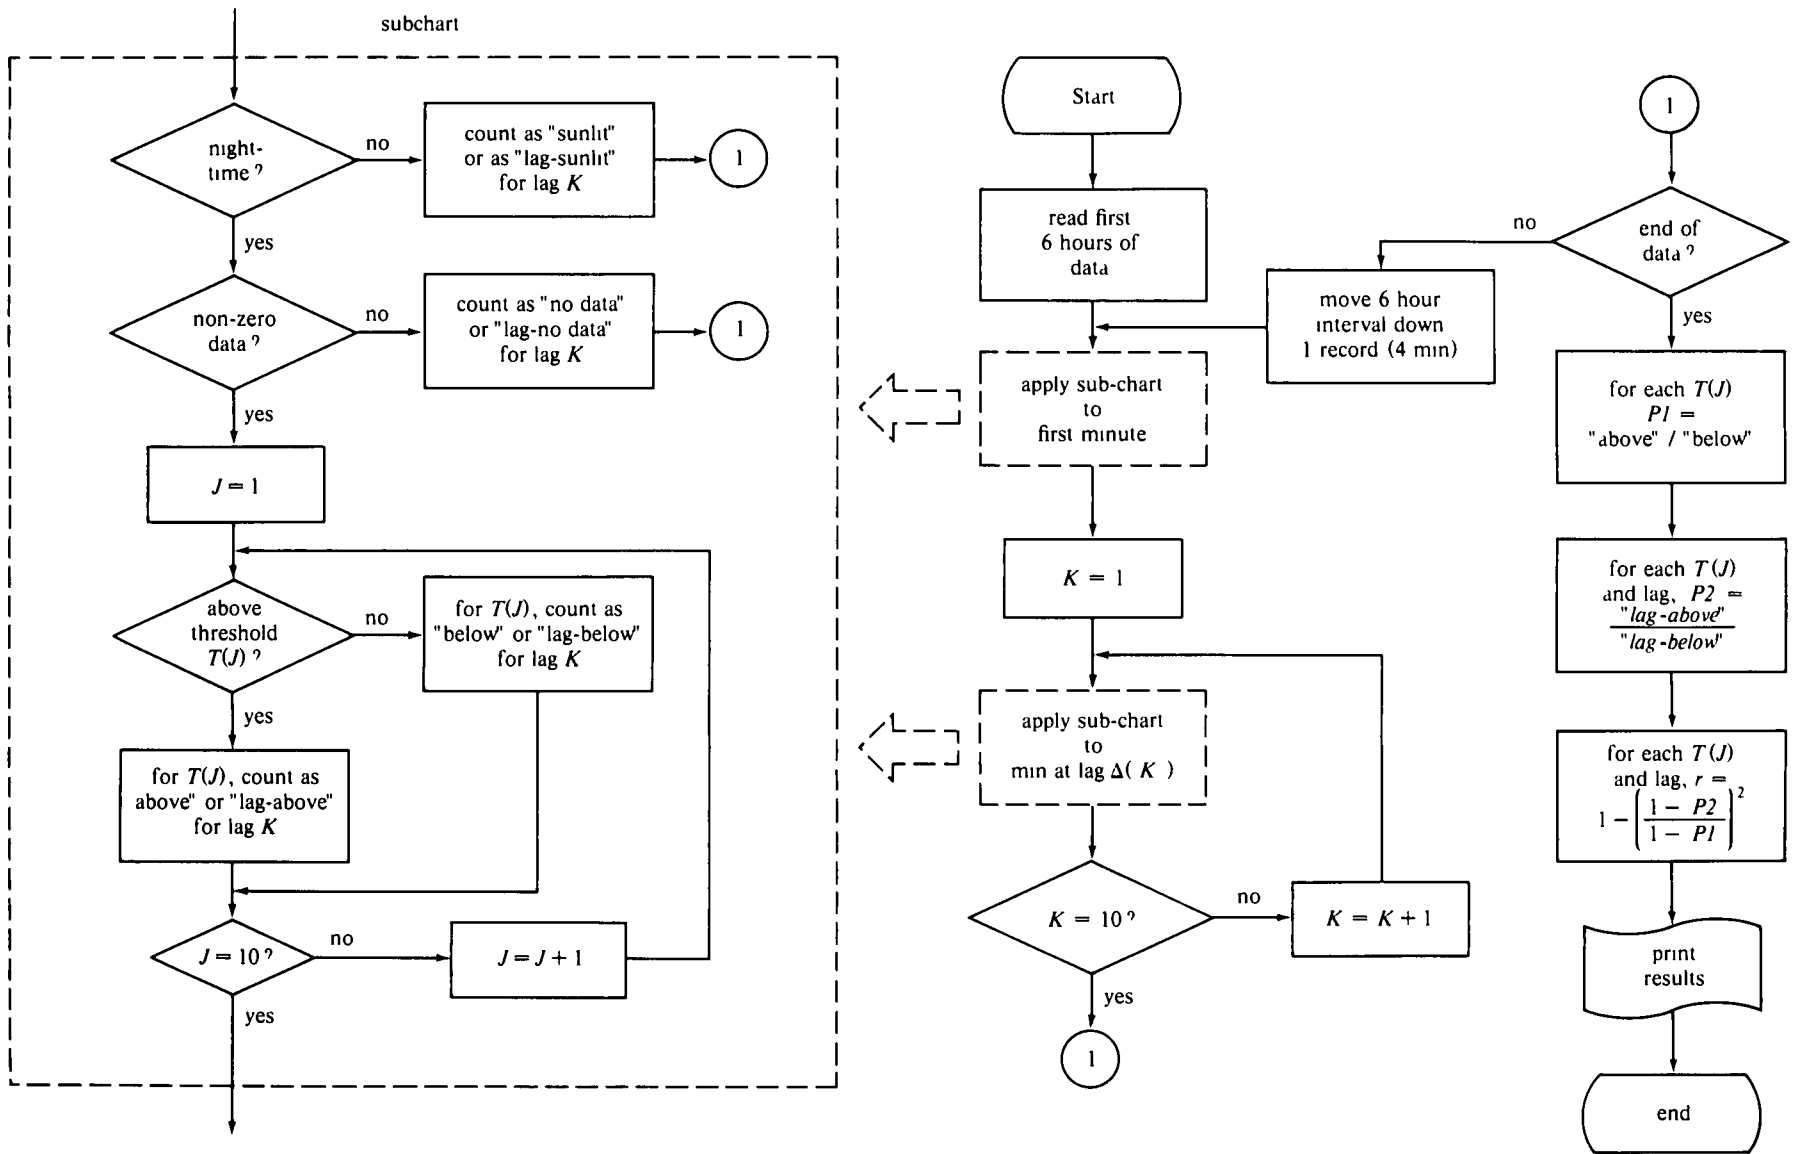 subchart
night-
time?
no
count as "sunlit"
or as "lag-sunlit"
for lag K
1
yes
non-zero
data?
no
count as "no data"
or "lag-no data"
for lag K
1
yes
J = 1
above
threshold
T(J)?
no
for T(J), count as
"below" or "lag-below"
for lag K
yes
for T(J), count as
above" or "lag-above"
for lag K
J = 10?
no
J = J + 1
yes
Start
read first
6 hours of
data
apply sub-chart
to
first minute
K = 1
apply sub-chart
to
min at lag Δ( K )
K = 10?
no
K = K + 1
yes
1
1
end of
data?
no
move 6 hour
interval down
1 record (4 min)
yes
for each T(J)
P1 =
"above" / "below"
for each T(J)
and lag, P2 =
"lag-above"
"lag-below"
for each T(J)
and lag, r =
1 − (1 − P2 / 1 − P1)²
print
results
end